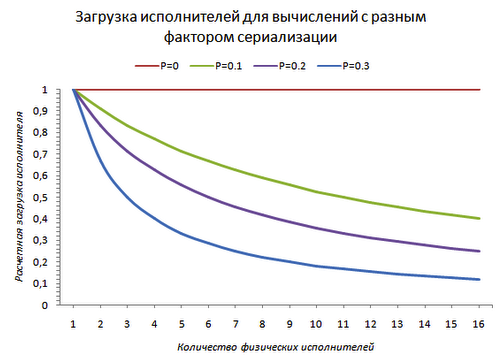 Загрузка исполнителей для вычислений с разным
фактором сериализации
P=0 P=0.1 P=0.2 P=0.3
Расчетная загрузка исполнителя
1
0,9
0,8
0,7
0,6
0,5
0,4
0,3
0,2
0,1
0
1 2 3 4 5 6 7 8 9 10 11 12 13 14 15 16
Количество физических исполнителей